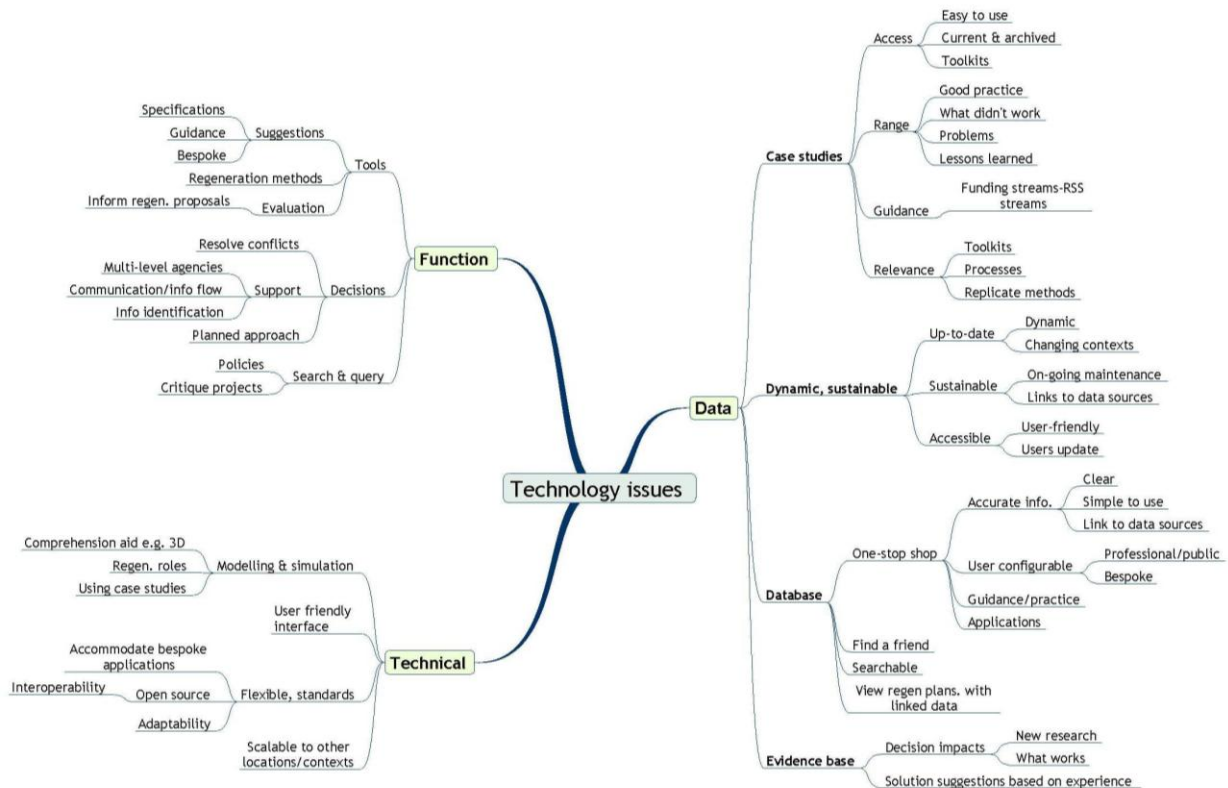 Technology issues
Function
Tools
Suggestions
Specifications
Guidance
Bespoke
Regeneration methods
Evaluation
Inform regen. proposals
Decisions
Resolve conflicts
Support
Multi-level agencies
Communication/info flow
Info identification
Planned approach
Search & query
Policies
Critique projects
Technical
Modelling & simulation
Comprehension aid e.g. 3D
Regen. roles
Using case studies
User friendly
interface
Flexible, standards
Accommodate bespoke
applications
Open source
Interoperability
Adaptability
Scalable to other
locations/contexts
Data
Case studies
Access
Easy to use
Current & archived
Toolkits
Range
Good practice
What didn't work
Problems
Lessons learned
Guidance
Funding streams-RSS
streams
Relevance
Toolkits
Processes
Replicate methods
Dynamic, sustainable
Up-to-date
Dynamic
Changing contexts
Sustainable
On-going maintenance
Links to data sources
Accessible
User-friendly
Users update
Database
One-stop shop
Accurate info.
Clear
Simple to use
Link to data sources
User configurable
Professional/public
Bespoke
Guidance/practice
Applications
Find a friend
Searchable
View regen plans. with
linked data
Evidence base
Decision impacts
New research
What works
Solution suggestions based on experience